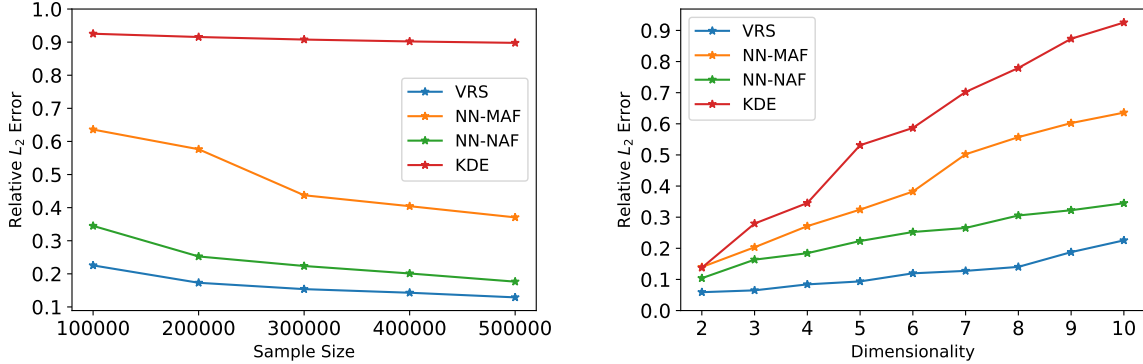 1.0
0.9
0.8
0.7
0.6
0.5
0.4
0.3
0.2
0.1
Relative L₂ Error
VRS
NN-MAF
NN-NAF
KDE
100000 200000 300000 400000 500000
Sample Size
0.9
0.8
0.7
0.6
0.5
0.4
0.3
0.2
0.1
0.0
Relative L₂ Error
VRS
NN-MAF
NN-NAF
KDE
2 3 4 5 6 7 8 9 10
Dimensionality